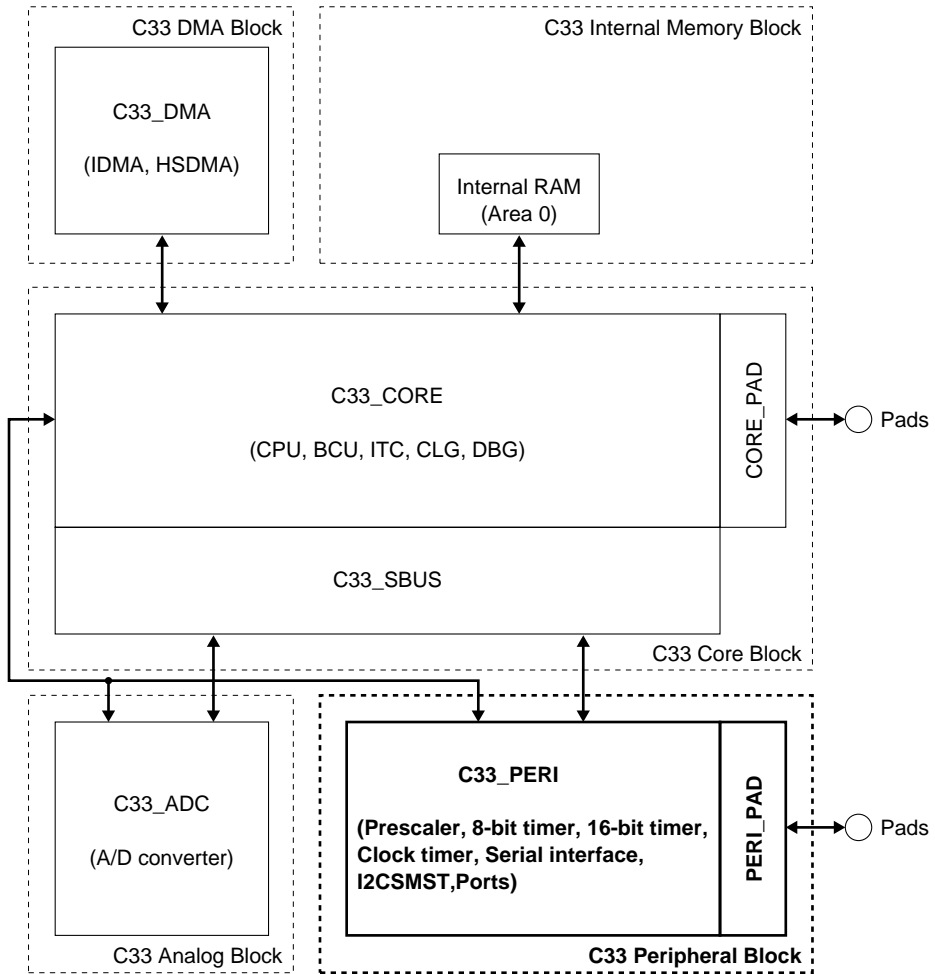 C33 DMA Block
C33_DMA
(IDMA, HSDMA)
C33 Internal Memory Block
Internal RAM
(Area 0)
C33_CORE
(CPU, BCU, ITC, CLG, DBG)
CORE_PAD
Pads
C33_SBUS
C33 Core Block
C33_ADC
(A/D converter)
C33 Analog Block
C33_PERI
(Prescaler, 8-bit timer, 16-bit timer,
Clock timer, Serial interface,
I2CSMST,Ports)
PERI_PAD
Pads
C33 Peripheral Block